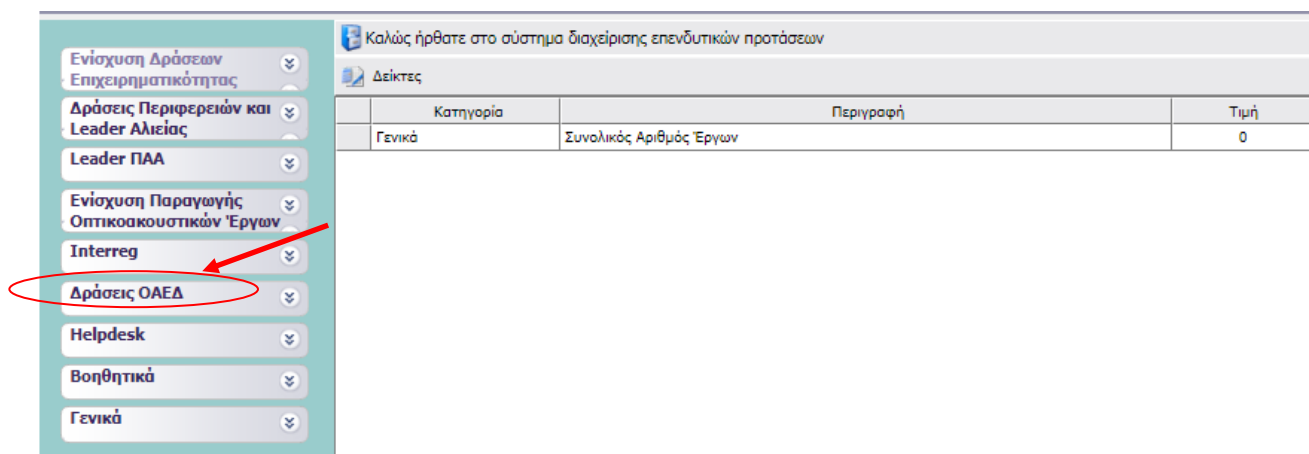 Καλώς ήρθατε στο σύστημα διαχείρισης επενδυτικών προτάσεων
Ενίσχυση Δράσεων
Επιχειρηματικότητας
Δράσεις Περιφερειών και
Leader Αλιείας
Leader ΠΑΑ
Ενίσχυση Παραγωγής
Οπτικοακουστικών Έργων
Interreg
Δράσεις ΟΑΕΔ
Helpdesk
Βοηθητικά
Γενικά
Δείκτες
Κατηγορία Περιγραφή Τιμή
Γενικά Συνολικός Αριθμός Έργων 0